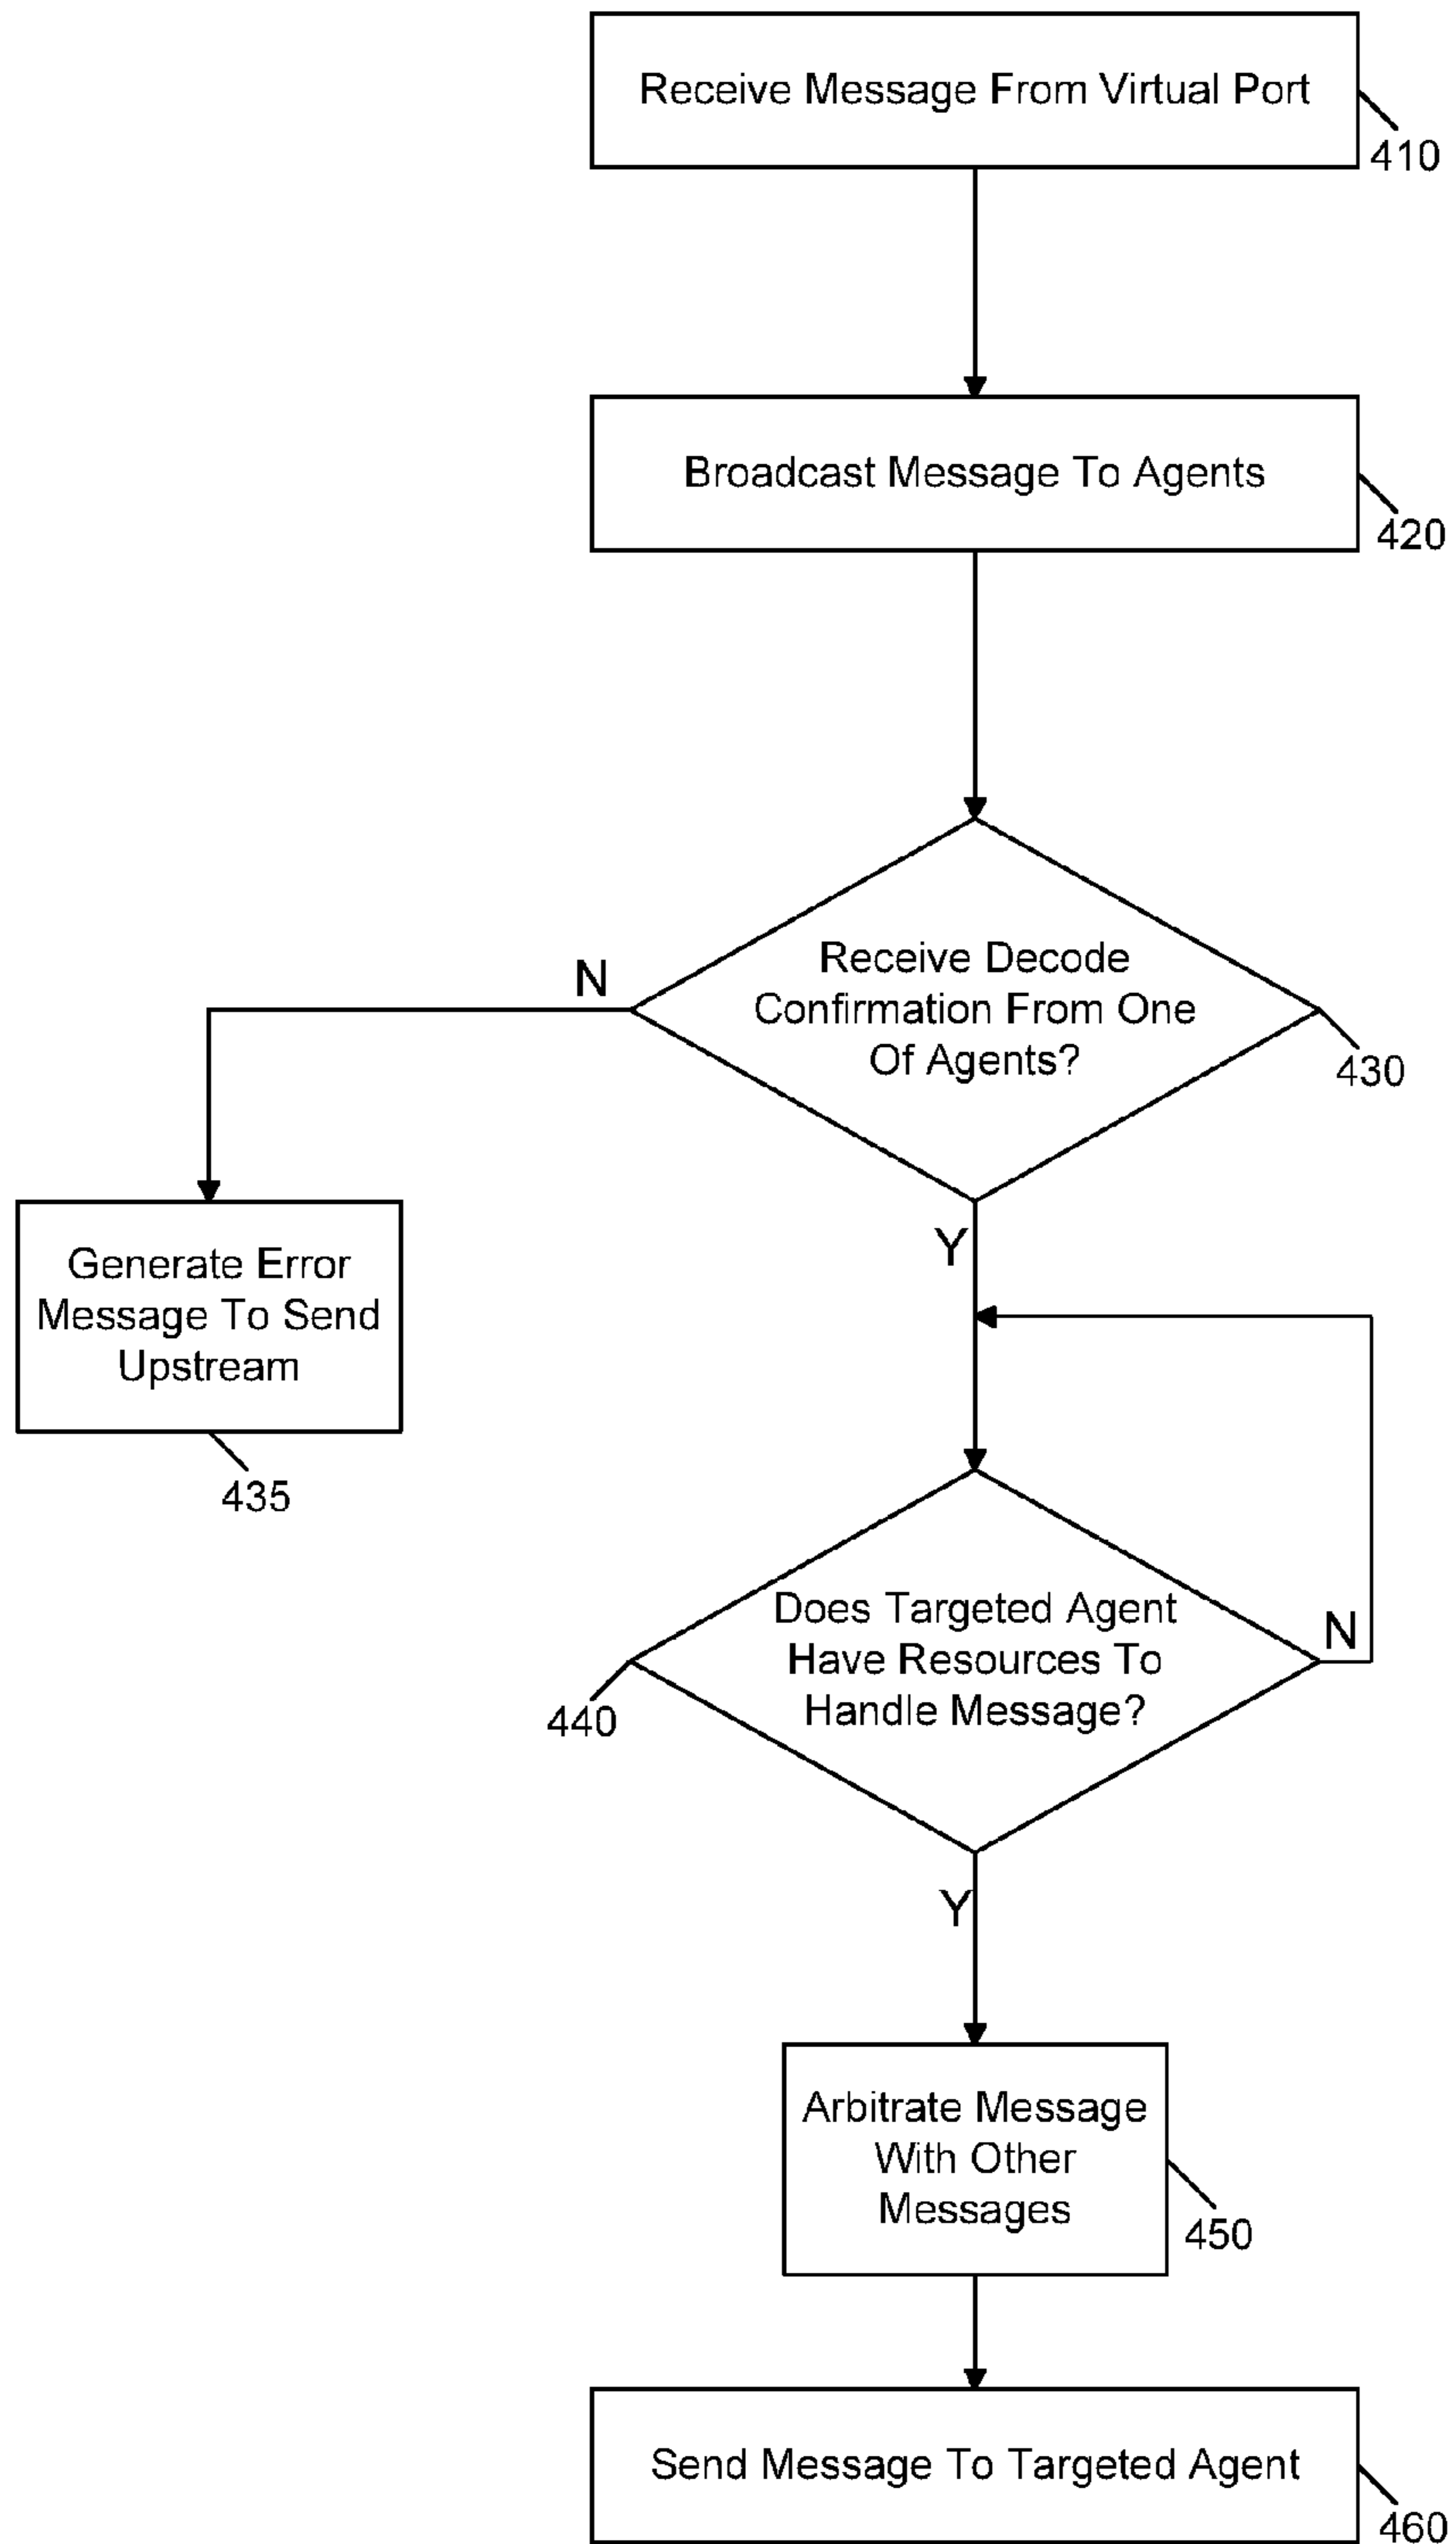 Receive Message From Virtual Port
410
Broadcast Message To Agents
420
Receive Decode
Confirmation From One
Of Agents?
430
N
Y
Generate Error
Message To Send
Upstream
435
Does Targeted Agent
Have Resources To
Handle Message?
440
N
Y
Arbitrate Message
With Other
Messages
450
Send Message To Targeted Agent
460